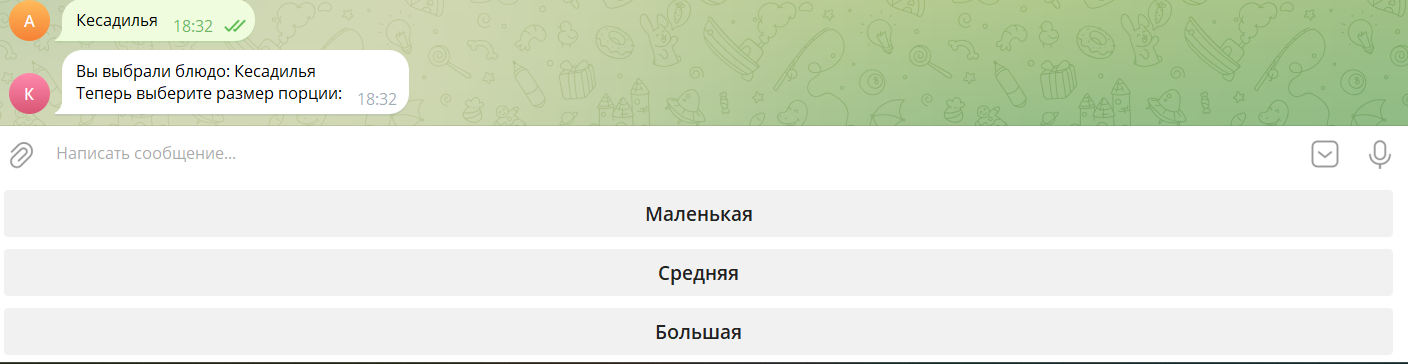 А
Кесадилья
18:32
К
Вы выбрали блюдо: Кесадилья
Теперь выберите размер порции:
18:32
Написать сообщение...
Маленькая
Средняя
Большая